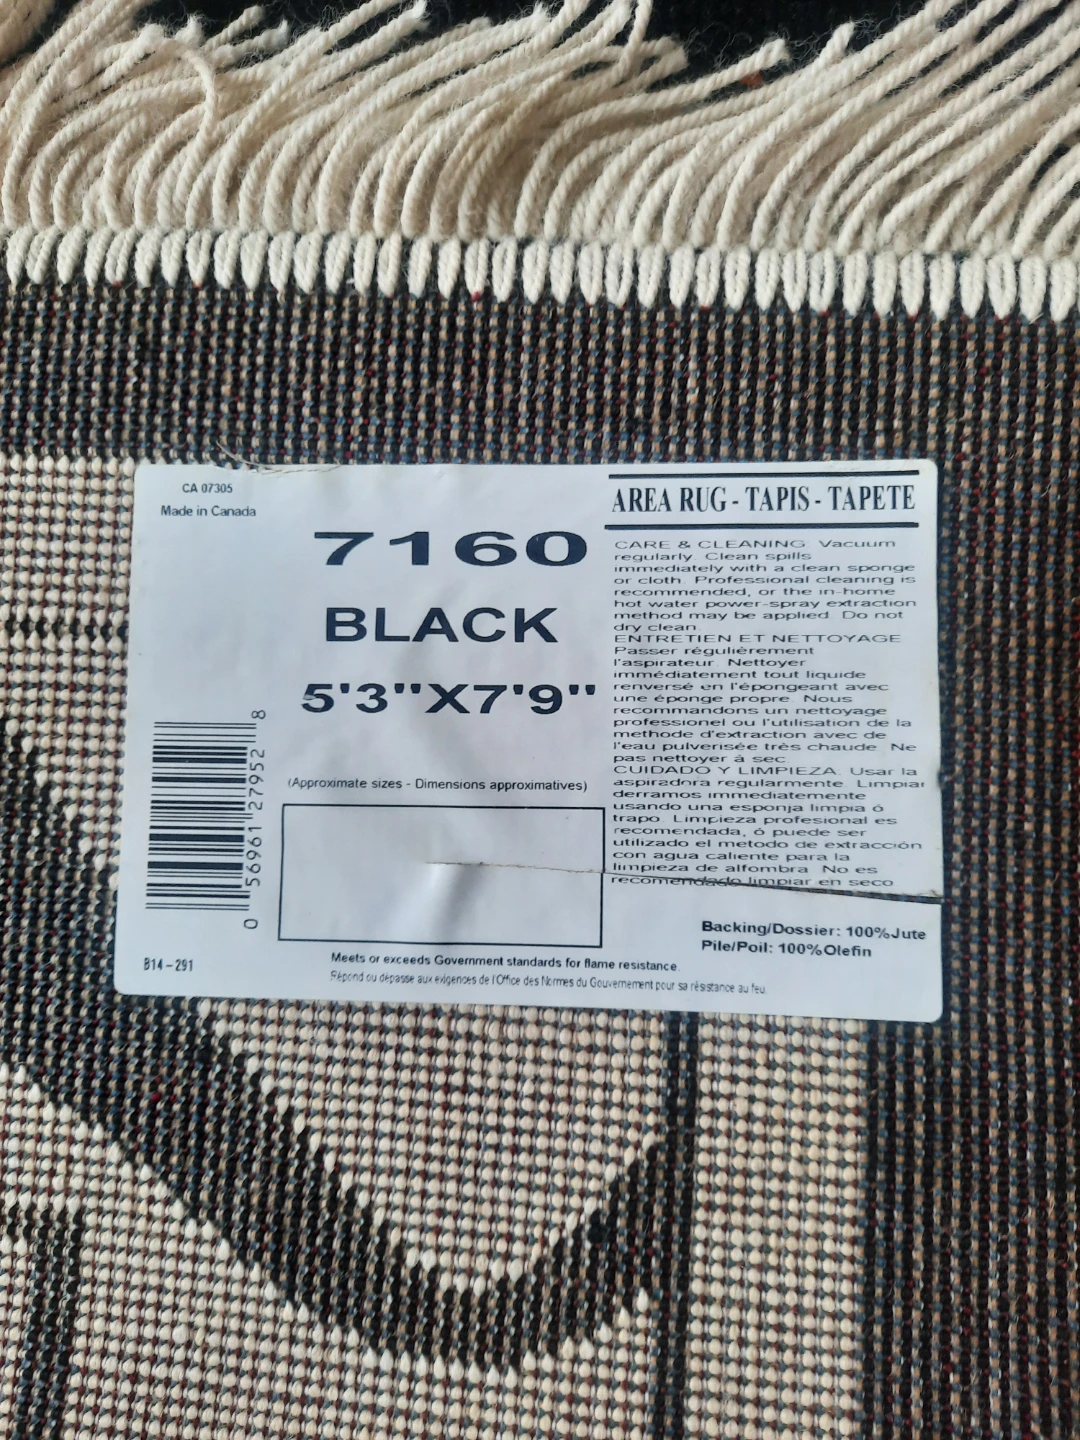 CA 07305
Made in Canada
7160
BLACK
5'3"X7'9"
(Approximate sizes - Dimensions approximatives)
0 56961 27952 8
B14-291
AREA RUG - TAPIS - TAPETE
CARE & CLEANING. Vacuum
regularly. Clean spills
immediately with a clean sponge
or cloth. Professional cleaning is
recommended, or the in-home
hot water power-spray extraction
method may be applied. Do not
dry clean.
ENTRETIEN ET NETTOYAGE
Passer régulièrement
l'aspirateur. Nettoyer
immédiatement tout liquide
renversé en l'épongeant avec
une éponge propre. Nous
recommandons un nettoyage
professionel ou l'utilisation de la
methode d'extraction avec de
l'eau pulverisée très chaude. Ne
pas nettoyer à sec.
CUIDADO Y LIMPIEZA. Usar la
aspiradora regularmente. Limpiar
derramos immediatemente
usando una esponja limpia ó
trapo. Limpieza profesional es
recomendada, ó puede ser
utilizado el metodo de extracción
con agua caliente para la
limpieza de alfombra. No es
recomendado limpiar en seco
Backing/Dossier: 100%Jute
Pile/Poil: 100%Olefin
Meets or exceeds Government standards for flame resistance.
Répond ou dépasse aux exigences de l'Office des Normes du Gouvernement pour sa résistance au feu.